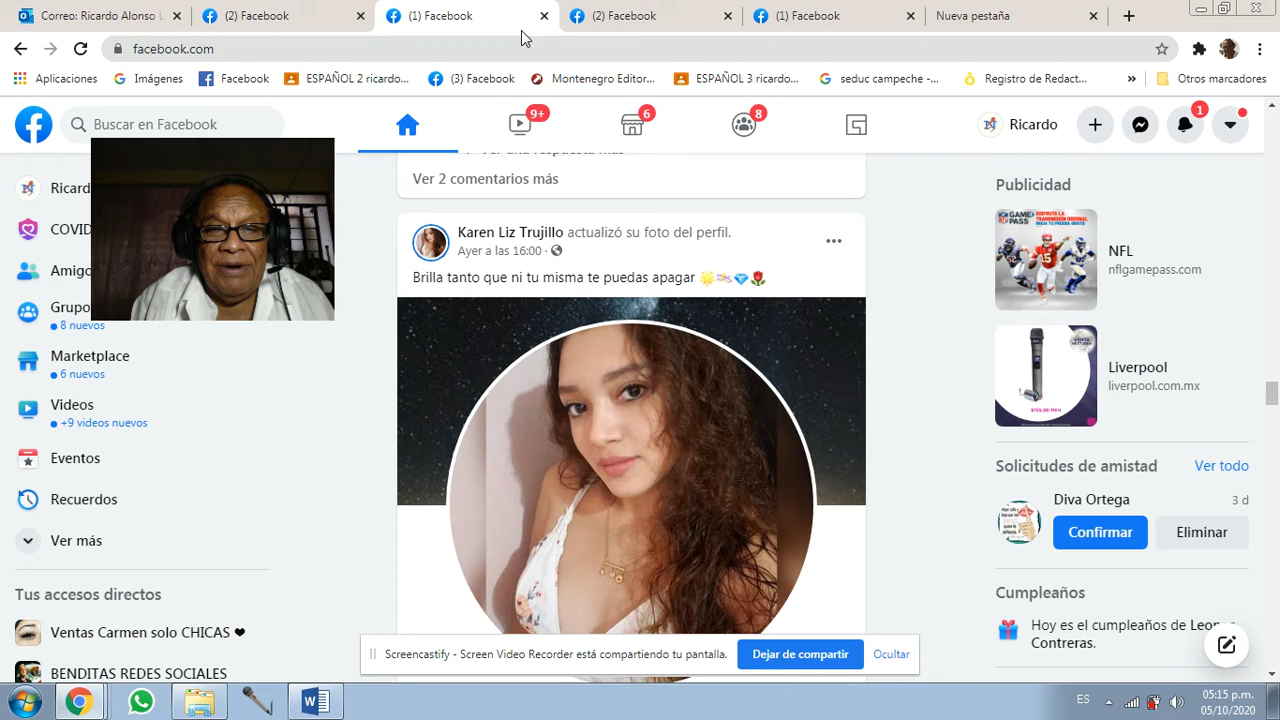 Correo: Ricardo Alonso L
(2) Facebook
(1) Facebook
(2) Facebook
(1) Facebook
Nueva pestaña
facebook.com
Aplicaciones
Imágenes
Facebook
ESPAÑOL 2 ricardo...
(3) Facebook
Montenegro Editor...
ESPAÑOL 3 ricardo...
seduc campeche -...
Registro de Redact...
»
Otros marcadores
Buscar en Facebook
9+
6
8
Ricardo
1
Ver 2 comentarios más
Ricard
COVID
Amigo
Grupo
8 nuevos
Marketplace
6 nuevos
Videos
+9 videos nuevos
Eventos
Recuerdos
Ver más
Tus accesos directos
Ventas Carmen solo CHICAS ❤
BENDITAS REDES SOCIALES
Karen Liz Trujillo actualizó su foto del perfil.
Ayer a las 16:00 ·
Brilla tanto que ni tu misma te puedas apagar
Publicidad
GAME PASS
NFL
nflgamepass.com
Liverpool
liverpool.com.mx
Solicitudes de amistad
Ver todo
Diva Ortega
3 d
Confirmar
Eliminar
Cumpleaños
Hoy es el cumpleaños de
Contreras.
Screencastify - Screen Video Recorder está compartiendo tu pantalla.
Dejar de compartir
Ocultar
ES
05:15 p.m.
05/10/2020